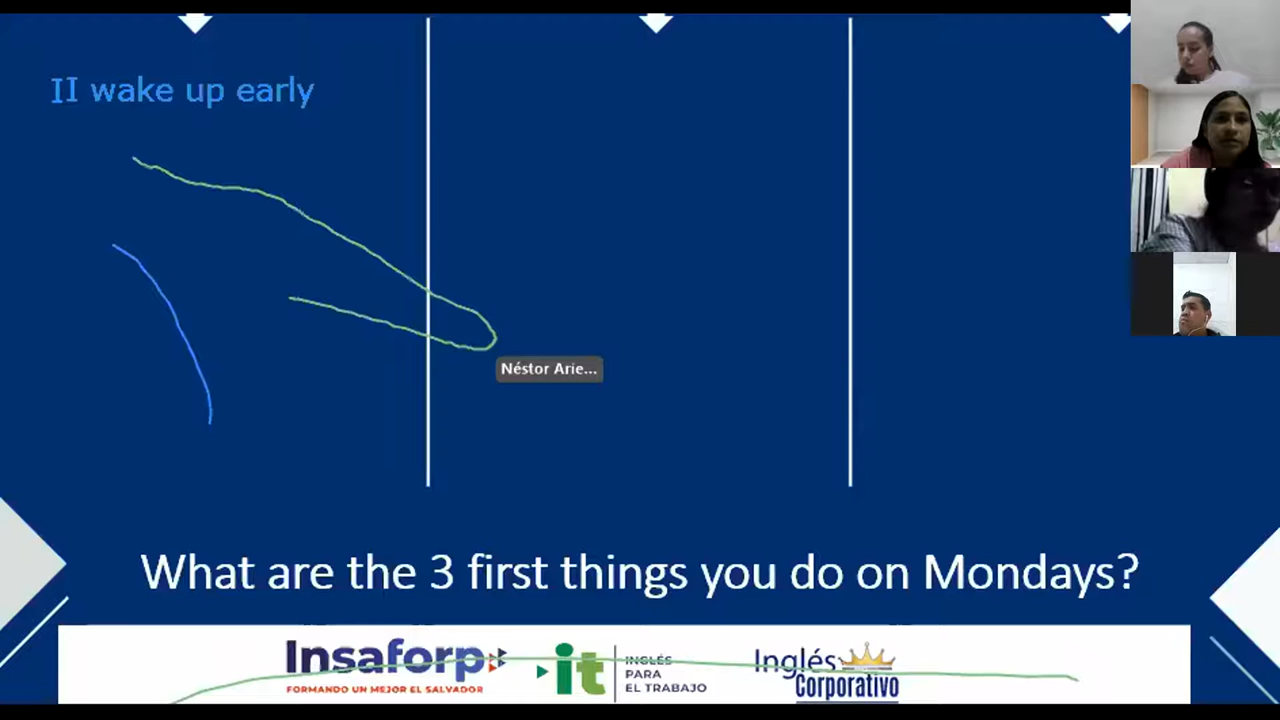 II wake up early
Néstor Arie...
What are the 3 first things you do on Mondays?
Insaforp
FORMANDO UN MEJOR EL SALVADOR
it
INGLÉS
PARA
EL TRABAJO
Inglés
Corporativo